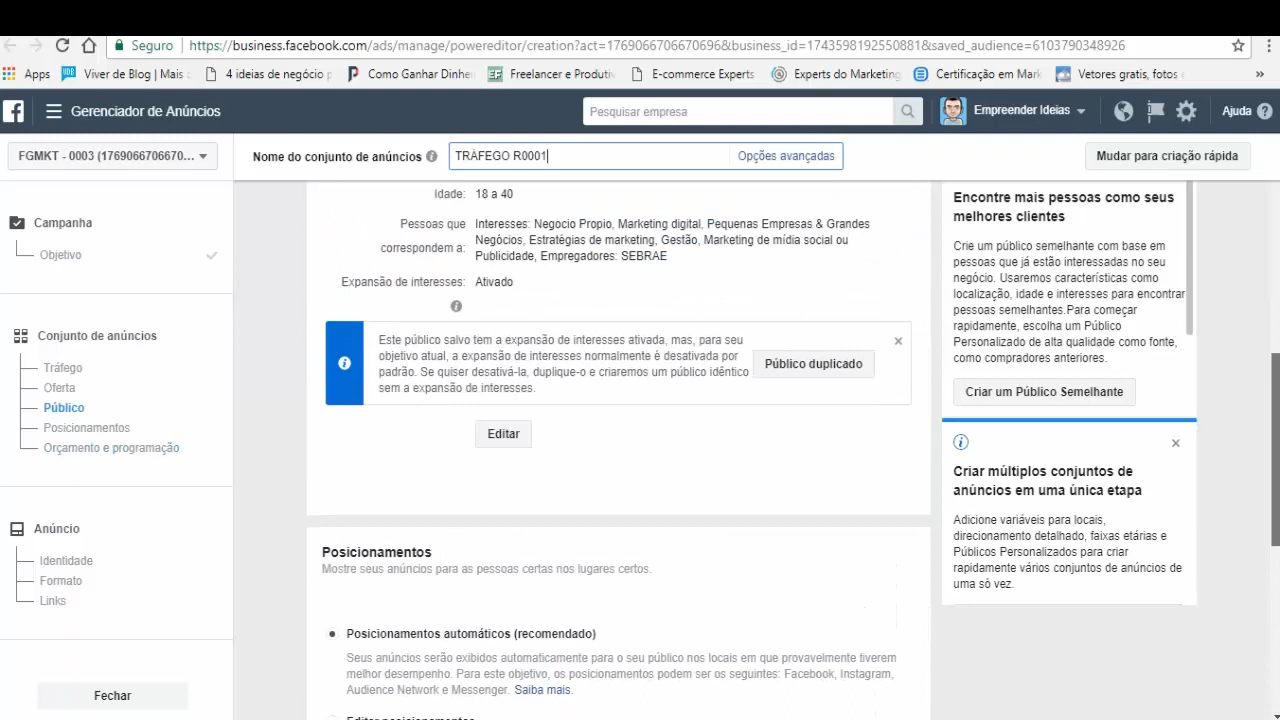 Seguro
https://business.facebook.com/ads/manage/powereditor/creation?act=1769066706670696&business_id=1743598192550881&saved_audience=6103790348926
Apps
Viver de Blog | Mais
4 ideias de negócio
Como Ganhar Dinhe
Freelancer e Produti
E-commerce Experts
Experts do Marketing
Certificação em Mark
Vetores gratis, fotos
»
Gerenciador de Anúncios
Pesquisar empresa
Empreender Ideias
Ajuda
FGMKT - 0003 (1769066706670...
Nome do conjunto de anúncios
TRÁFEGO R0001
Opções avançadas
Mudar para criação rápida
Campanha
Objetivo
Conjunto de anúncios
Tráfego
Oferta
Público
Posicionamentos
Orçamento e programação
Anúncio
Identidade
Formato
Links
Fechar
Idade: 18 a 40
Pessoas que correspondem a:
Interesses: Negocio Propio, Marketing digital, Pequenas Empresas & Grandes
Negócios, Estratégias de marketing, Gestão, Marketing de mídia social ou
Publicidade, Empregadores: SEBRAE
Expansão de interesses: Ativado
Este público salvo tem a expansão de interesses ativada, mas, para seu
objetivo atual, a expansão de interesses normalmente é desativada por
padrão. Se quiser desativá-la, duplique-o e criaremos um público idêntico
sem a expansão de interesses.
Público duplicado
Editar
Posicionamentos
Mostre seus anúncios para as pessoas certas nos lugares certos.
Posicionamentos automáticos (recomendado)
Seus anúncios serão exibidos automaticamente para o seu público nos locais em que provavelmente tiverem
melhor desempenho. Para este objetivo, os posicionamentos podem ser os seguintes: Facebook, Instagram,
Audience Network e Messenger. Saiba mais.
Editar posicionamentos
Encontre mais pessoas como seus
melhores clientes
Crie um público semelhante com base em
pessoas que já estão interessadas no seu
negócio. Usaremos características como
localização, idade e interesses para encontrar
pessoas semelhantes.Para começar
rapidamente, escolha um Público
Personalizado de alta qualidade como fonte,
como compradores anteriores.
Criar um Público Semelhante
Criar múltiplos conjuntos de
anúncios em uma única etapa
Adicione variáveis para locais,
direcionamento detalhado, faixas etárias e
Públicos Personalizados para criar
rapidamente vários conjuntos de anúncios de
uma só vez.